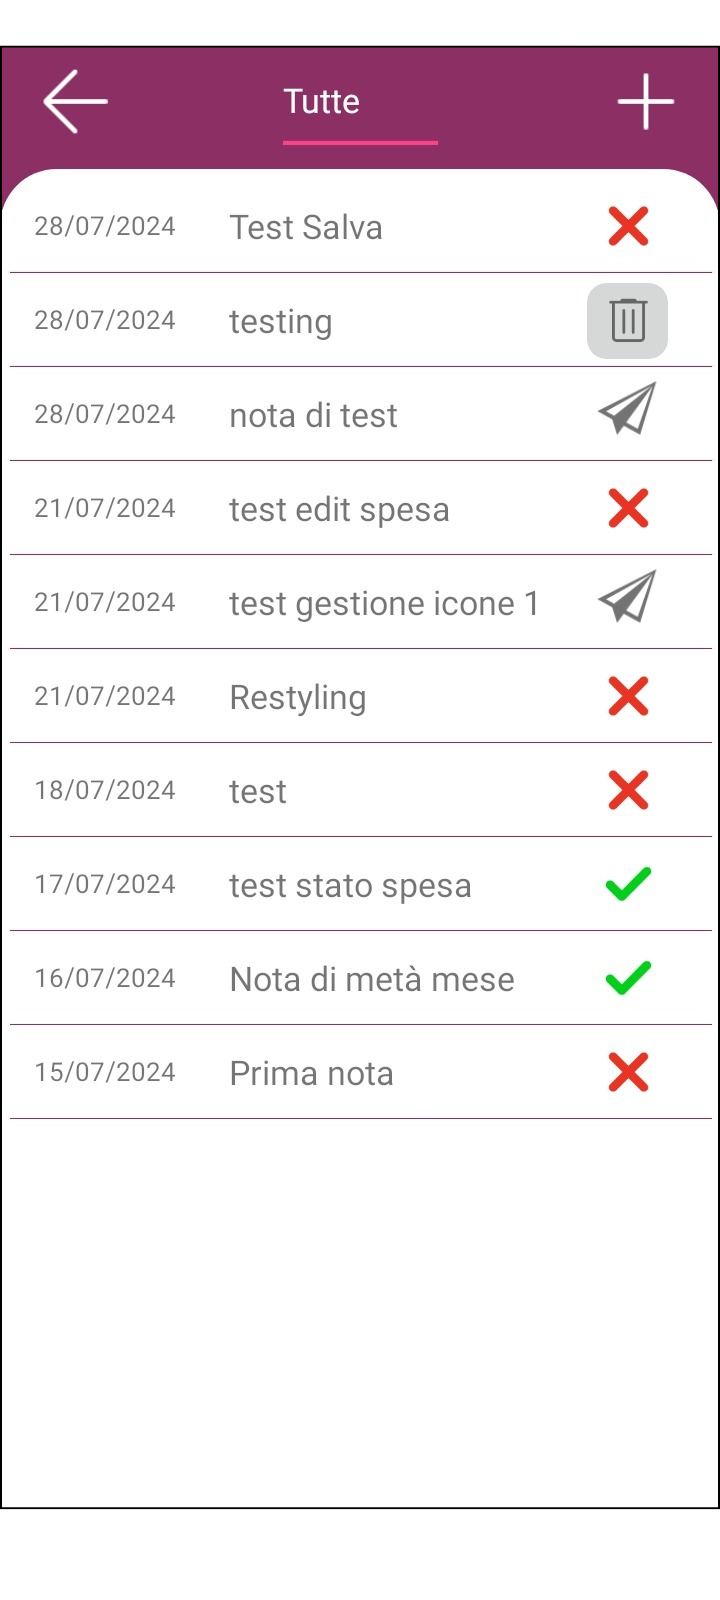 Tutte
28/07/2024 Test Salva
28/07/2024 testing
28/07/2024 nota di test
21/07/2024 test edit spesa
21/07/2024 test gestione icone 1
21/07/2024 Restyling
18/07/2024 test
17/07/2024 test stato spesa
16/07/2024 Nota di metà mese
15/07/2024 Prima nota